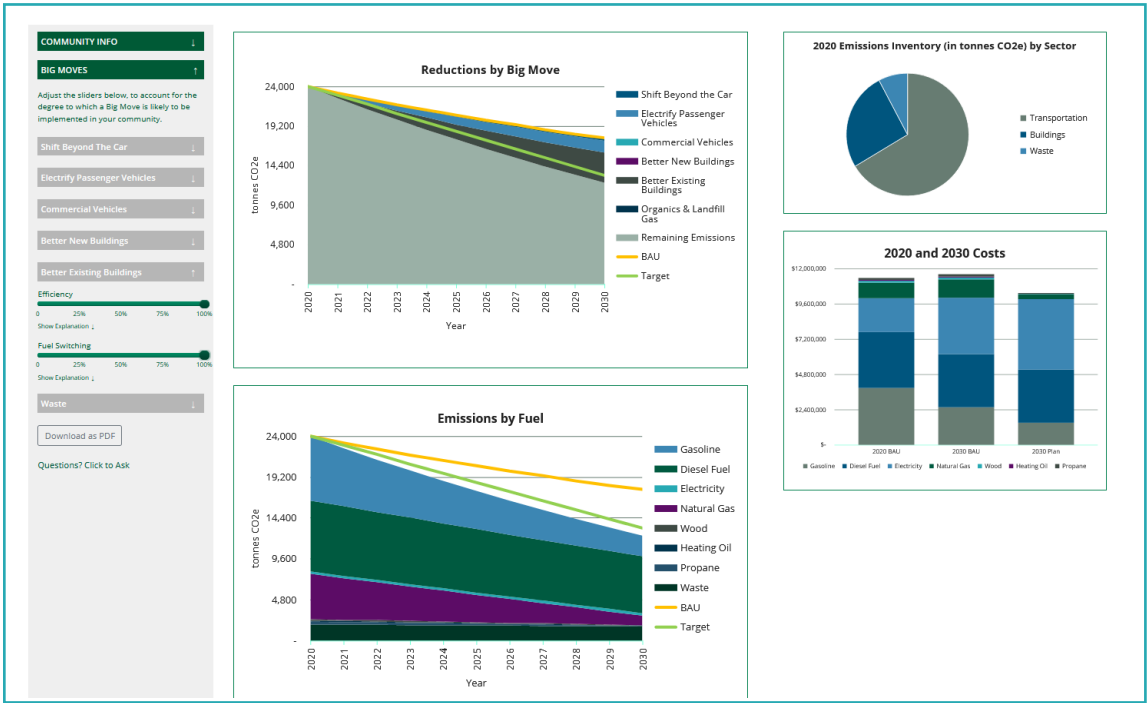 COMMUNITY INFO ↓
BIG MOVES ↑
Adjust the sliders below, to account for the
degree to which a Big Move is likely to be
implemented in your community.
Shift Beyond The Car ↓
Electrify Passenger Vehicles ↓
Commercial Vehicles ↓
Better New Buildings ↓
Better Existing Buildings ↑
Efficiency
0 25% 50% 75% 100%
Show Explanation ↓
Fuel Switching
0 25% 50% 75% 100%
Show Explanation ↓
Waste ↓
Download as PDF
Questions? Click to Ask
Reductions by Big Move
24,000
19,200
14,400
9,600
4,800
-
tonnes CO2e
2020 2021 2022 2023 2024 2025 2026 2027 2028 2029 2030
Year
Shift Beyond the Car
Electrify Passenger
Vehicles
Commercial Vehicles
Better New Buildings
Better Existing
Buildings
Organics & Landfill
Gas
Remaining Emissions
BAU
Target
Emissions by Fuel
24,000
19,200
14,400
9,600
4,800
-
tonnes CO2e
2020 2021 2022 2023 2024 2025 2026 2027 2028 2029 2030
Year
Gasoline
Diesel Fuel
Electricity
Natural Gas
Wood
Heating Oil
Propane
Waste
BAU
Target
2020 Emissions Inventory (in tonnes CO2e) by Sector
Transportation
Buildings
Waste
2020 and 2030 Costs
$12,000,000
$9,600,000
$7,200,000
$4,800,000
$2,400,000
$-
2020 BAU 2030 BAU 2030 Plan
Gasoline Diesel Fuel Electricity Natural Gas Wood Heating Oil Propane